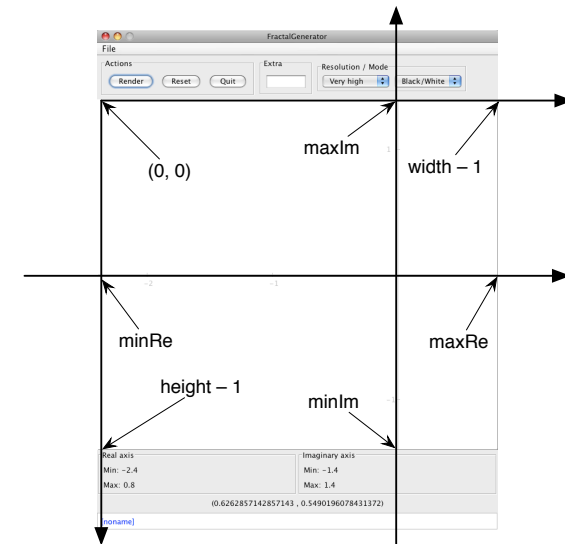 FractalGenerator
File
Actions
Extra
Resolution / Mode
Render
Reset
Quit
Very high
Black/White
(0, 0)
maxIm
width – 1
1
-2
-1
minRe
maxRe
height – 1
minIm
-1
Real axis
Imaginary axis
Min: -2.4
Min: -1.4
Max: 0.8
Max: 1.4
(0.6262857142857143 , 0.5490196078431372)
[noname]